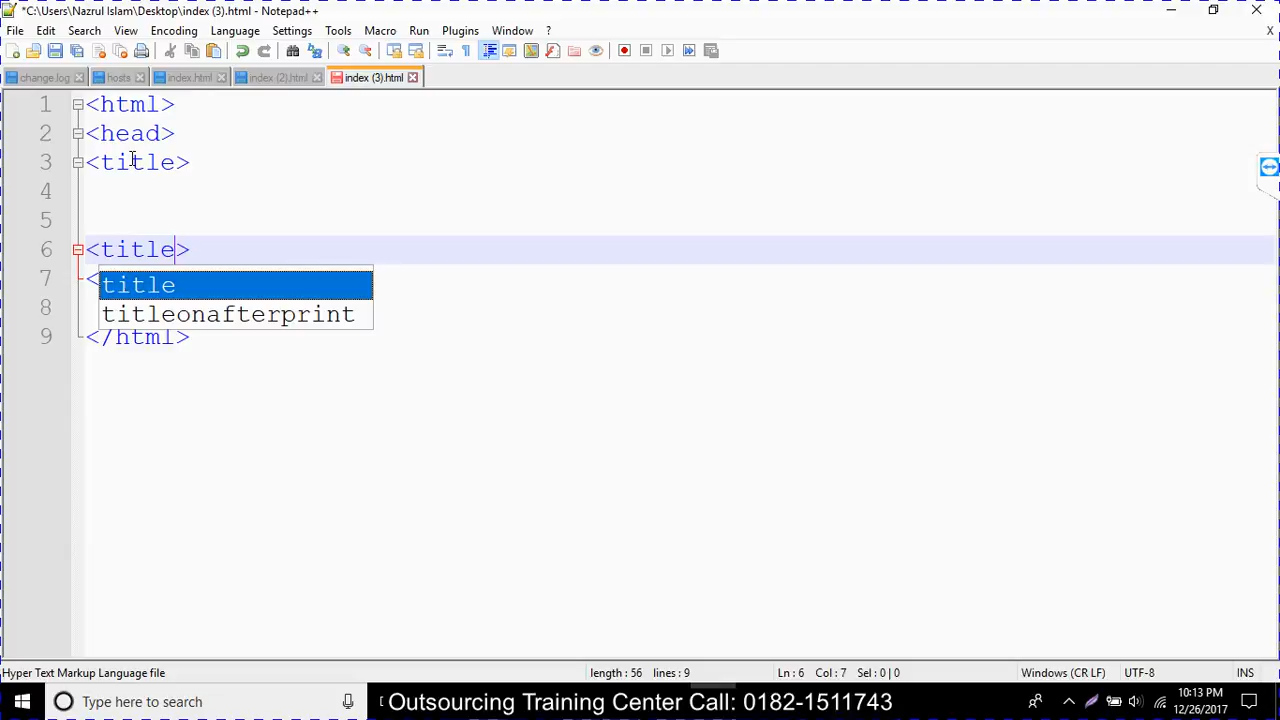 *C:\Users\Nazrul Islam\Desktop\index (3).html - Notepad++
File Edit Search View Encoding Language Settings Tools Macro Run Plugins Window ? X
change.log hosts index.html index (2).html index (3).html
1 <html>
2 <head>
3 <title>
4
5
6 <title>
7 <
title
8
titleonafterprint
9 </html>
Hyper Text Markup Language file length : 56 lines : 9 Ln : 6 Col : 7 Sel : 0 | 0 Windows (CR LF) UTF-8 INS
Type here to search [ Outsourcing Training Center Call: 0182-1511743 10:13 PM
12/26/2017